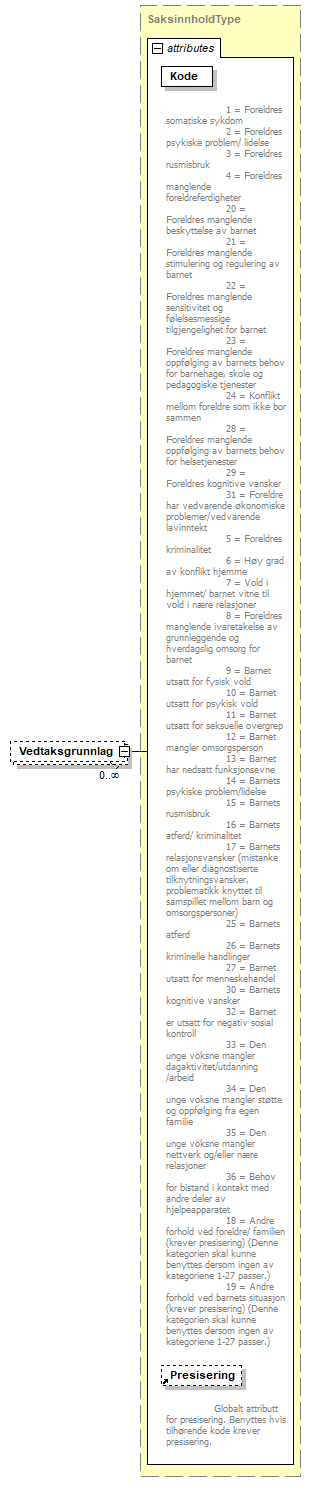 SaksinnholdType
attributes
Kode
1 = Foreldres
somatiske sykdom
2 = Foreldres
psykiske problem/ lidelse
3 = Foreldres
rusmisbruk
4 = Foreldres
manglende
foreldreferdigheter
20 =
Foreldres manglende
beskyttelse av barnet
21 =
Foreldres manglende
stimulering og regulering av
barnet
22 =
Foreldres manglende
sensitivitet og
følelsesmessige
tilgjengelighet for barnet
23 =
Foreldres manglende
oppfølging av barnets behov
for barnehage, skole og
pedagogiske tjenester
24 = Konflikt
mellom foreldre som ikke bor
sammen
28 =
Foreldres manglende
oppfølging av barnets behov
for helsetjenester
29 =
Foreldres kognitive vansker
31 = Foreldre
har vedvarende økonomiske
problemer/vedvarende
lavinntekt
5 = Foreldres
kriminalitet
6 = Høy grad
av konflikt hjemme
7 = Vold i
hjemmet/ barnet vitne til
vold i nære relasjoner
8 = Foreldres
manglende ivaretakelse av
grunnleggende og
hverdagslig omsorg for
barnet
9 = Barnet
utsatt for fysisk vold
10 = Barnet
utsatt for psykisk vold
11 = Barnet
utsatt for seksuelle overgrep
12 = Barnet
mangler omsorgsperson
13 = Barnet
har nedsatt funksjonsevne
14 = Barnets
psykiske problem/lidelse
15 = Barnets
rusmisbruk
16 = Barnets
atferd/ kriminalitet
17 = Barnets
relasjonsvansker (mistanke
om eller diagnostiserte
tilknytningsvansker,
problematikk knyttet til
samspillet mellom barn og
omsorgspersoner)
25 = Barnets
atferd
26 = Barnets
kriminelle handlinger
27 = Barnet
utsatt for menneskehandel
30 = Barnets
kognitive vansker
32 = Barnet
er utsatt for negativ sosial
kontroll
33 = Den
unge voksne mangler
dagaktivitet/utdanning
/arbeid
34 = Den
unge voksne mangler støtte
og oppfølging fra egen
familie
35 = Den
unge voksne mangler
nettverk og/eller nære
relasjoner
36 = Behov
for bistand i kontakt med
andre deler av
hjelpeapparatet
18 = Andre
forhold ved foreldre/ familien
(krever presisering) (Denne
kategorien skal kunne
benyttes dersom ingen av
kategoriene 1-27 passer.)
19 = Andre
forhold ved barnets situasjon
(krever presisering) (Denne
kategorien skal kunne
benyttes dersom ingen av
kategoriene 1-27 passer.)
Presisering
Globalt attributt
for presisering. Benyttes hvis
tilhørende kode krever
presisering.
Vedtaksgrunnlag
0..∞